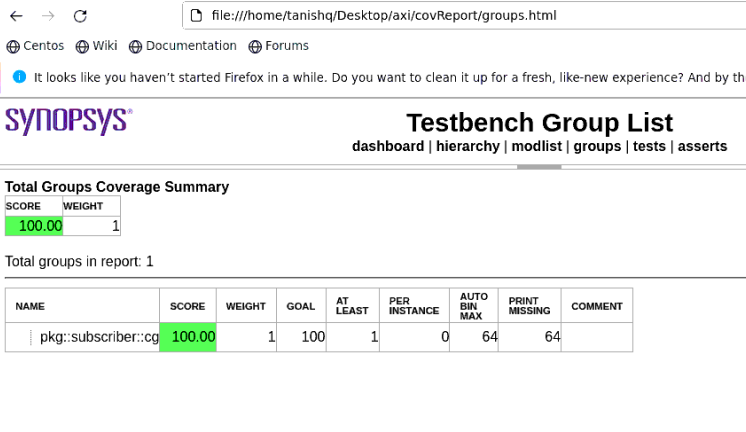 file:///home/tanishq/Desktop/axi/covReport/groups.html
Centos Wiki Documentation Forums
It looks like you haven’t started Firefox in a while. Do you want to clean it up for a fresh, like-new experience? And by th
SYNOPSYS®
Testbench Group List
dashboard | hierarchy | modlist | groups | tests | asserts
Total Groups Coverage Summary
SCORE WEIGHT
100.00 1
Total groups in report: 1
NAME SCORE WEIGHT GOAL AT LEAST PER INSTANCE AUTO BIN MAX PRINT MISSING COMMENT
pkg::subscriber::cg 100.00 1 100 1 0 64 64